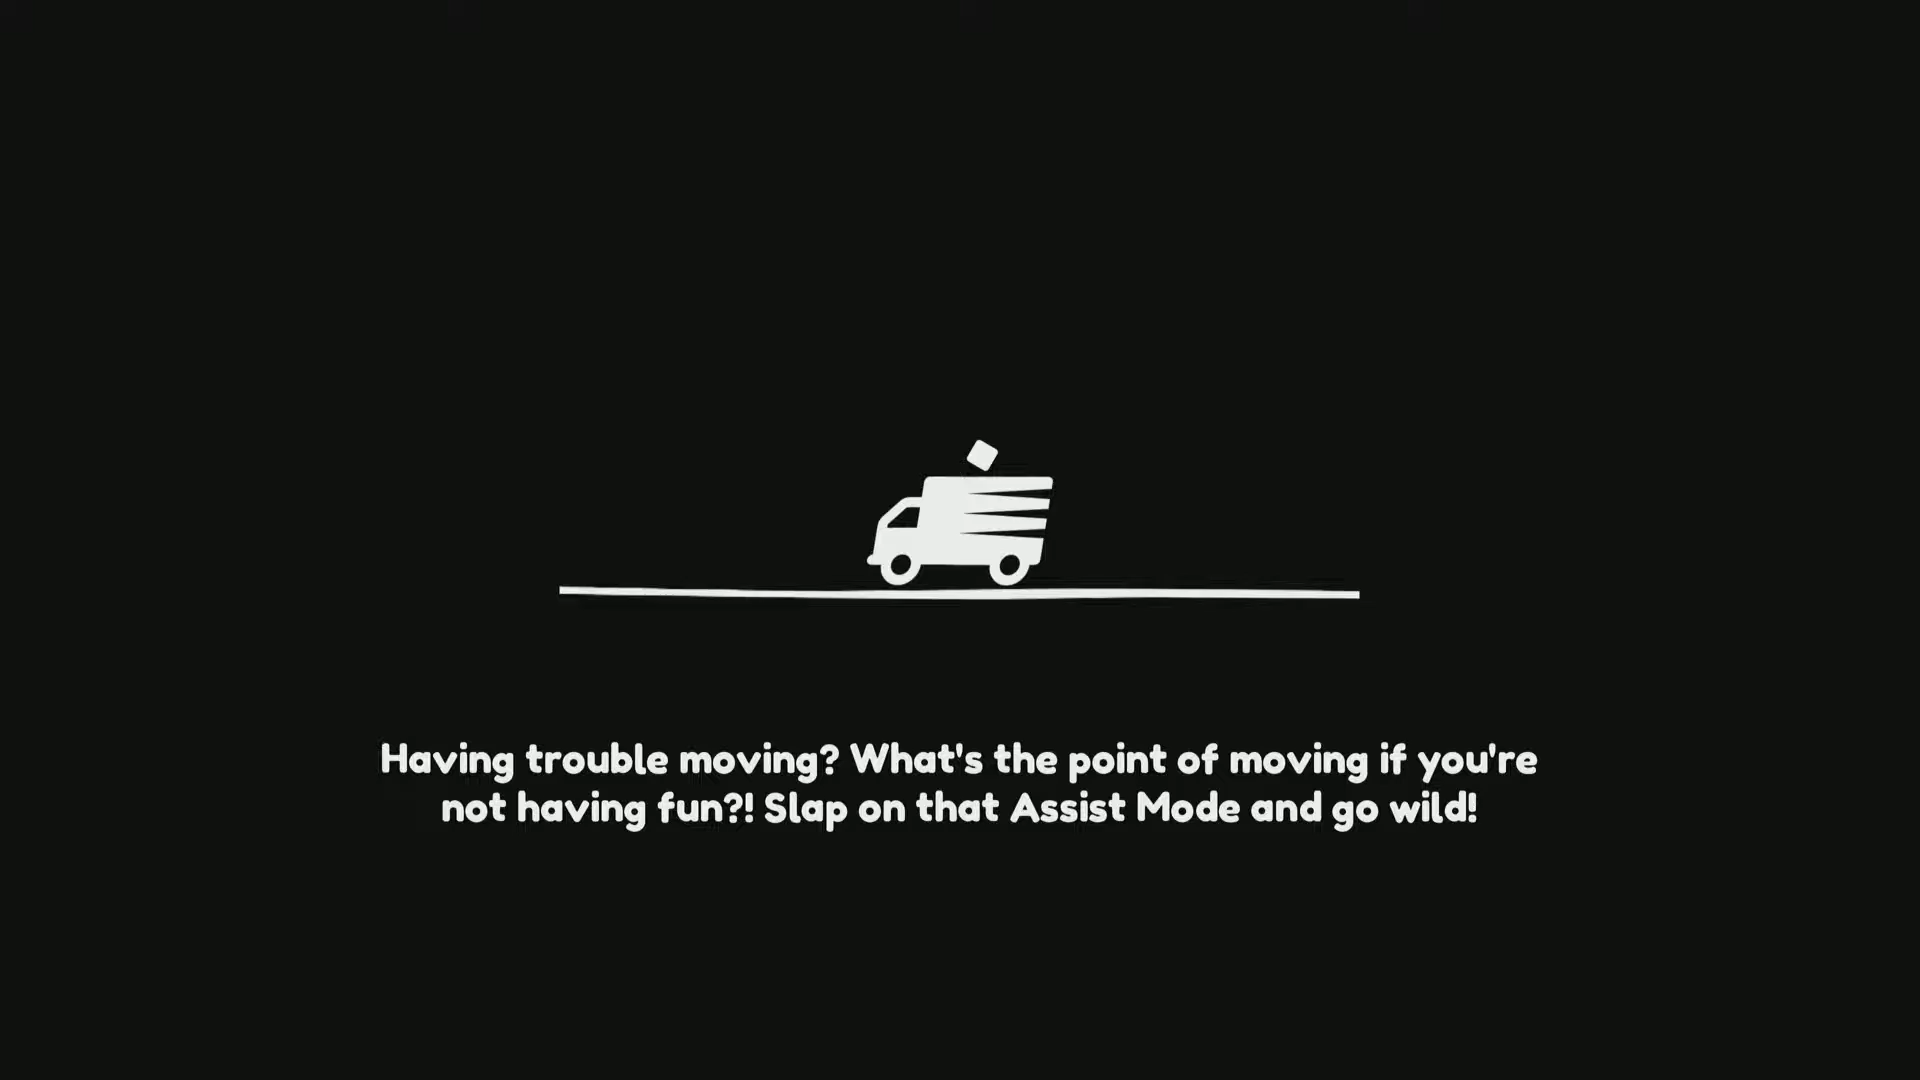 Having trouble moving? What's the point of moving if you're
not having fun?! Slap on that Assist Mode and go wild!